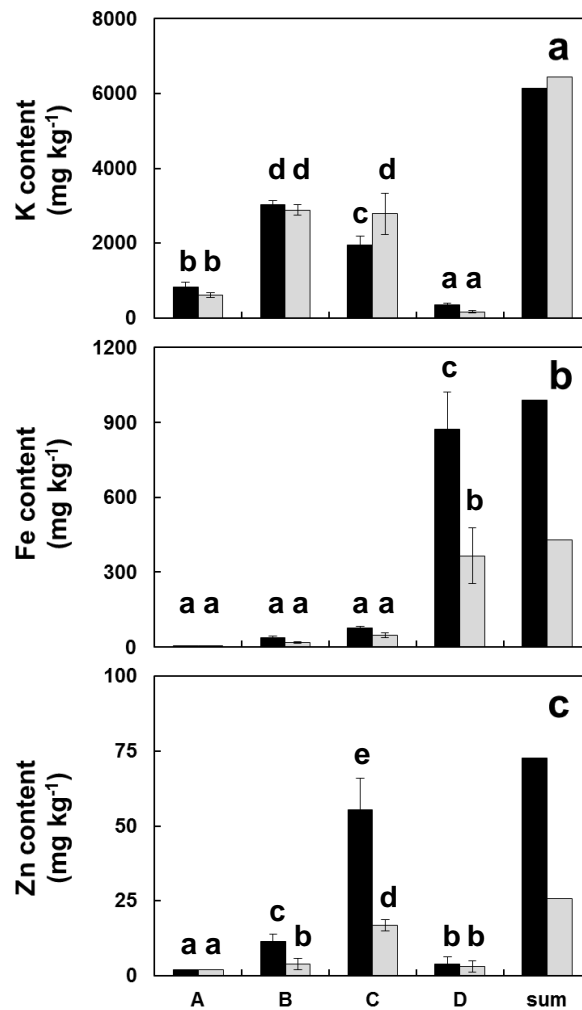 8000
a
6000
d d
d
4000
c
K content
(mg kg-1)
2000
b b
a a
0
1200
b
c
900
b
600
Fe content
(mg kg-1)
300
a a
a a
a a
0
100
c
75
e
50
Zn content
(mg kg-1)
d
25
c
b
a a
b b
0
A B C D sum